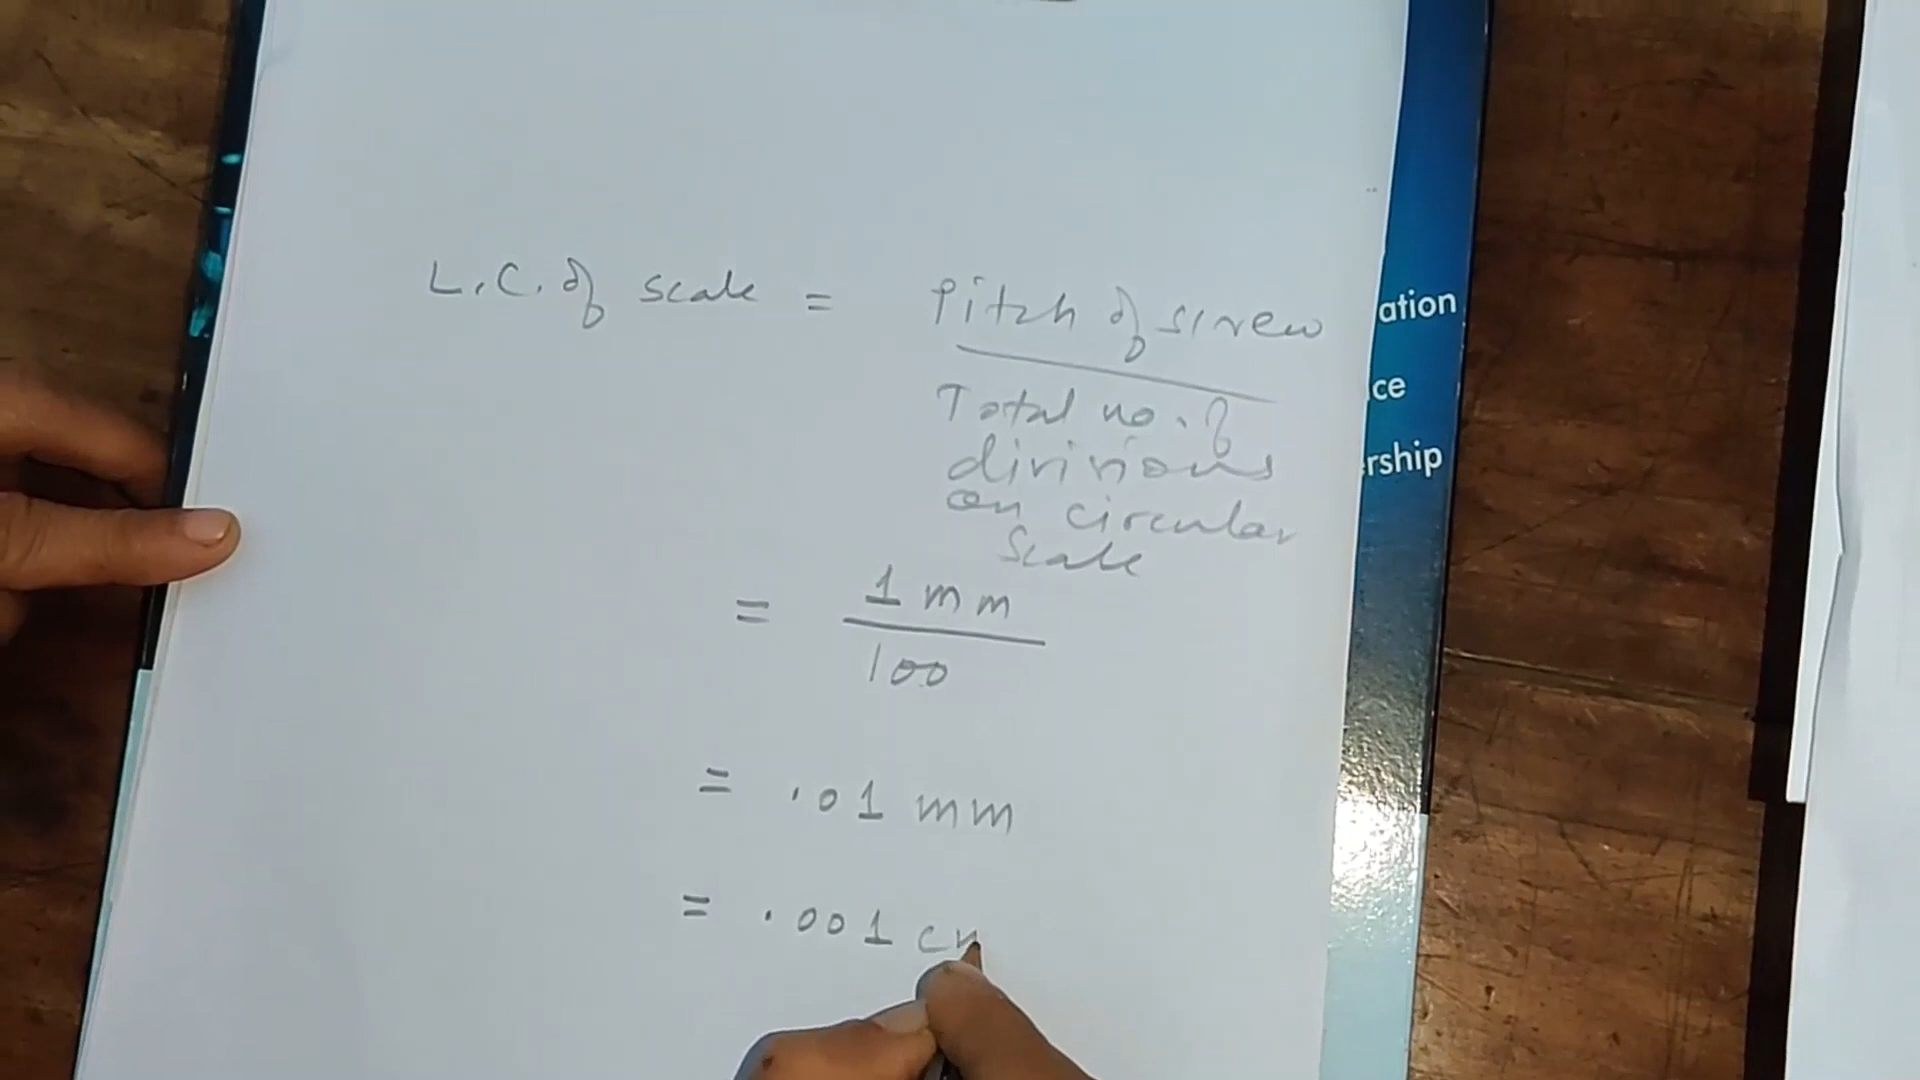 L.C. of scale = Pitch of screw
Total no. of
divisions
on circular
Scale
= 1 mm
100
= .01 mm
= .001 cm
ation
ce
rship